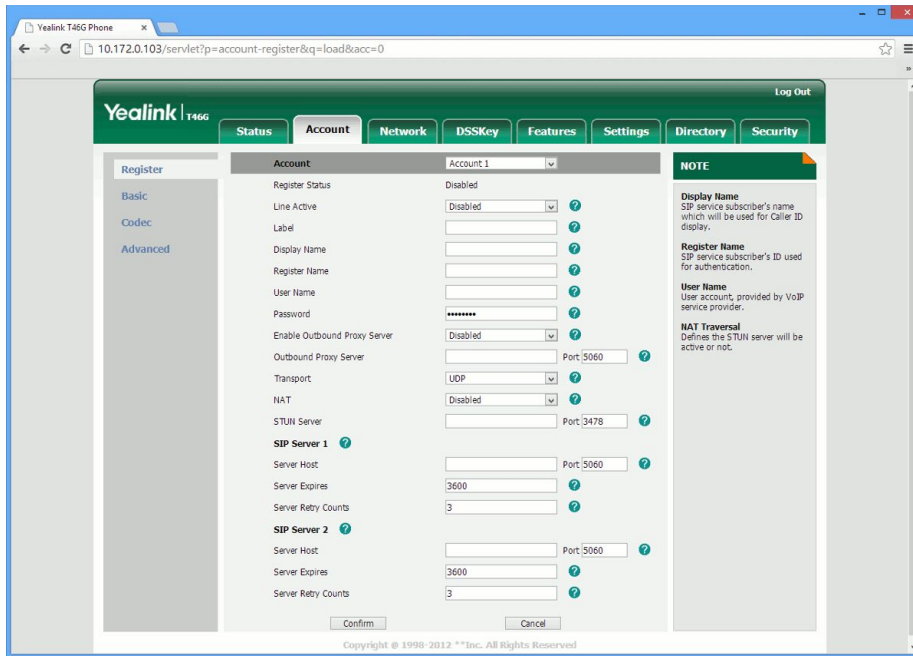 Yealink T46G Phone
10.172.0.103/servlet?p=account-register&q=load&acc=0
Log Out
Yealink T46G
Status Account Network DSSKey Features Settings Directory Security
Register
Basic
Codec
Advanced
Account Account 1
Register Status Disabled
Line Active Disabled ?
Label ?
Display Name ?
Register Name ?
User Name ?
Password •••••••• ?
Enable Outbound Proxy Server Disabled ?
Outbound Proxy Server Port 5060 ?
Transport UDP ?
NAT Disabled ?
STUN Server Port 3478 ?
SIP Server 1 ?
Server Host Port 5060 ?
Server Expires 3600 ?
Server Retry Counts 3 ?
SIP Server 2 ?
Server Host Port 5060 ?
Server Expires 3600 ?
Server Retry Counts 3 ?
Confirm Cancel
NOTE
Display Name
SIP service subscriber's name
which will be used for Caller ID
display.
Register Name
SIP service subscriber's ID used
for authentication.
User Name
User account, provided by VoIP
service provider.
NAT Traversal
Defines the STUN server will be
active or not.
Copyright © 1998-2012 **Inc. All Rights Reserved